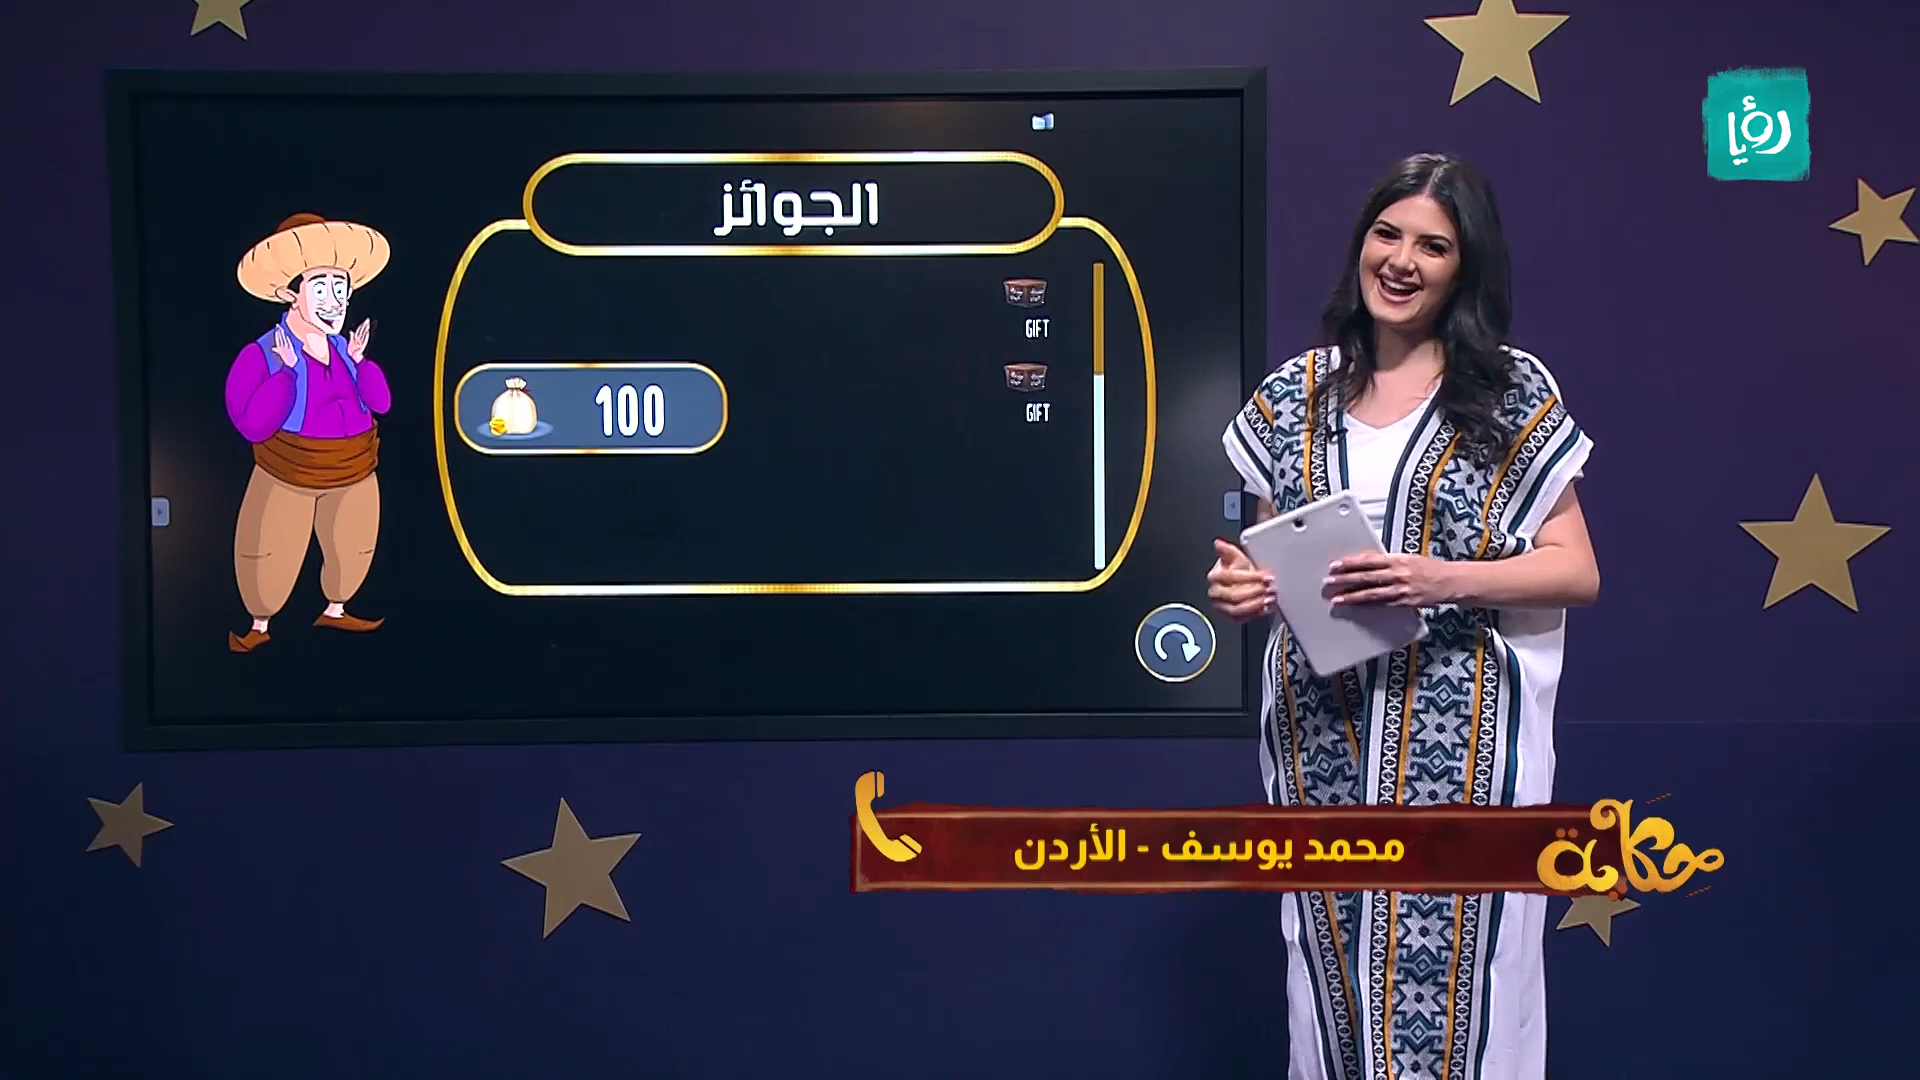 رؤيا
الجوائز
GIFT
GIFT
100
محمد يوسف - الأردن
حكاية